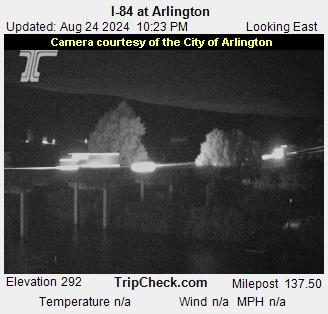 I-84 at Arlington
Updated: Aug 24 2024 10:23 PM Looking East
Camera courtesy of the City of Arlington
Elevation 292 TripCheck.com Milepost 137.50
Temperature n/a Wind n/a MPH n/a